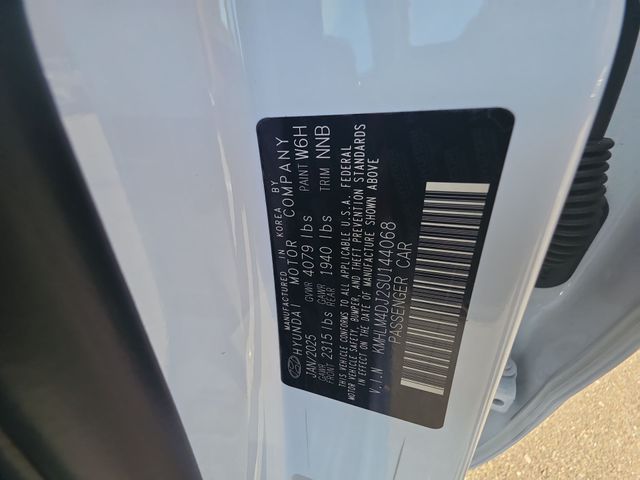 MANUFACTURED IN KOREA BY
HYUNDAI MOTOR COMPANY
JAN/2025 GVWR 4079 lbs PAINT W6H
GAWR FRONT 2315 lbs GAWR REAR 1940 lbs TRIM NNB
THIS VEHICLE CONFORMS TO ALL APPLICABLE U.S.A. FEDERAL
MOTOR VEHICLE SAFETY, BUMPER, AND THEFT PREVENTION STANDARDS
IN EFFECT ON THE DATE OF MANUFACTURE SHOWN ABOVE
V.I.N KMHLM4DJ2SU144068
PASSENGER CAR